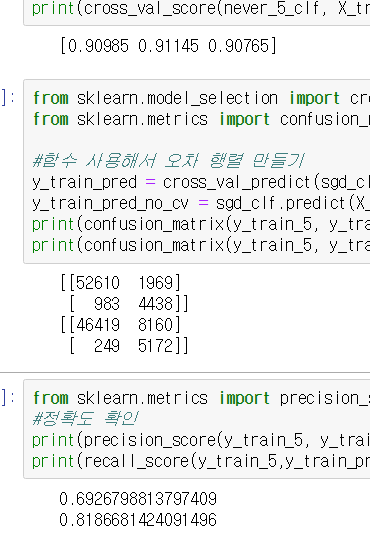 print(cross_val_score(never_5_clf, X_tr
[0.90985 0.91145 0.90765]
]: from sklearn.model_selection import cro
from sklearn.metrics import confusion_m
#함수 사용해서 오차 행렬 만들기
y_train_pred = cross_val_predict(sgd_cl
y_train_pred_no_cv = sgd_clf.predict(X_
print(confusion_matrix(y_train_5, y_tra
print(confusion_matrix(y_train_5, y_tra
[[52610 1969]
[ 983 4438]]
[[46419 8160]
[ 249 5172]]
]: from sklearn.metrics import precision_s
#정확도 확인
print(precision_score(y_train_5, y_trai
print(recall_score(y_train_5,y_train_pr
0.6926798813797409
0.8186681424091496